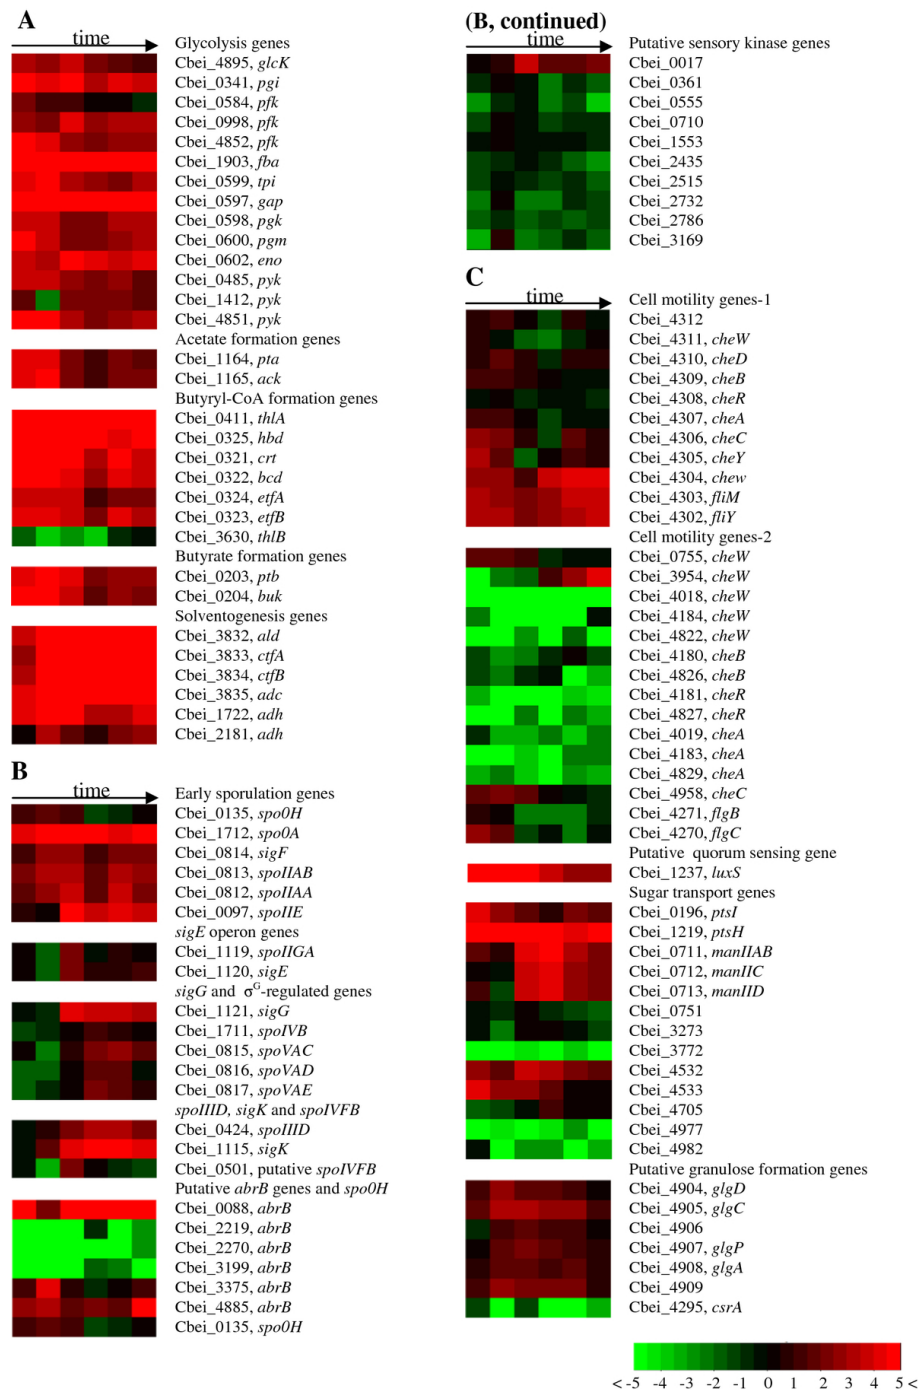 A
time
Glycolysis genes
Cbei_4895, glcK
Cbei_0341, pgi
Cbei_0584, pfk
Cbei_0998, pfk
Cbei_4852, pfk
Cbei_1903, fba
Cbei_0599, tpi
Cbei_0597, gap
Cbei_0598, pgk
Cbei_0600, pgm
Cbei_0602, eno
Cbei_0485, pyk
Cbei_1412, pyk
Cbei_4851, pyk
Acetate formation genes
Cbei_1164, pta
Cbei_1165, ack
Butyryl-CoA formation genes
Cbei_0411, thlA
Cbei_0325, hbd
Cbei_0321, crt
Cbei_0322, bcd
Cbei_0324, etfA
Cbei_0323, etfB
Cbei_3630, thlB
Butyrate formation genes
Cbei_0203, ptb
Cbei_0204, buk
Solventogenesis genes
Cbei_3832, ald
Cbei_3833, ctfA
Cbei_3834, ctfB
Cbei_3835, adc
Cbei_1722, adh
Cbei_2181, adh
B
time
Early sporulation genes
Cbei_0135, spo0H
Cbei_1712, spo0A
Cbei_0814, sigF
Cbei_0813, spoIIAB
Cbei_0812, spoIIAA
Cbei_0097, spoIIE
sigE operon genes
Cbei_1119, spoIIGA
Cbei_1120, sigE
sigG and σG-regulated genes
Cbei_1121, sigG
Cbei_1711, spoIVB
Cbei_0815, spoVAC
Cbei_0816, spoVAD
Cbei_0817, spoVAE
spoIIID, sigK and spoIVFB
Cbei_0424, spoIIID
Cbei_1115, sigK
Cbei_0501, putative spoIVFB
Putative abrB genes and spo0H
Cbei_0088, abrB
Cbei_2219, abrB
Cbei_2270, abrB
Cbei_3199, abrB
Cbei_3375, abrB
Cbei_4885, abrB
Cbei_0135, spo0H
(B, continued)
time
Putative sensory kinase genes
Cbei_0017
Cbei_0361
Cbei_0555
Cbei_0710
Cbei_1553
Cbei_2435
Cbei_2515
Cbei_2732
Cbei_2786
Cbei_3169
C
time
Cell motility genes-1
Cbei_4312
Cbei_4311, cheW
Cbei_4310, cheD
Cbei_4309, cheB
Cbei_4308, cheR
Cbei_4307, cheA
Cbei_4306, cheC
Cbei_4305, cheY
Cbei_4304, chew
Cbei_4303, fliM
Cbei_4302, fliY
Cell motility genes-2
Cbei_0755, cheW
Cbei_3954, cheW
Cbei_4018, cheW
Cbei_4184, cheW
Cbei_4822, cheW
Cbei_4180, cheB
Cbei_4826, cheB
Cbei_4181, cheR
Cbei_4827, cheR
Cbei_4019, cheA
Cbei_4183, cheA
Cbei_4829, cheA
Cbei_4958, cheC
Cbei_4271, flgB
Cbei_4270, flgC
Putative quorum sensing gene
Cbei_1237, luxS
Sugar transport genes
Cbei_0196, ptsI
Cbei_1219, ptsH
Cbei_0711, manIIAB
Cbei_0712, manIIC
Cbei_0713, manIID
Cbei_0751
Cbei_3273
Cbei_3772
Cbei_4532
Cbei_4533
Cbei_4705
Cbei_4977
Cbei_4982
Putative granulose formation genes
Cbei_4904, glgD
Cbei_4905, glgC
Cbei_4906
Cbei_4907, glgP
Cbei_4908, glgA
Cbei_4909
Cbei_4295, csrA
< -5 -4 -3 -2 -1 0 1 2 3 4 5 <